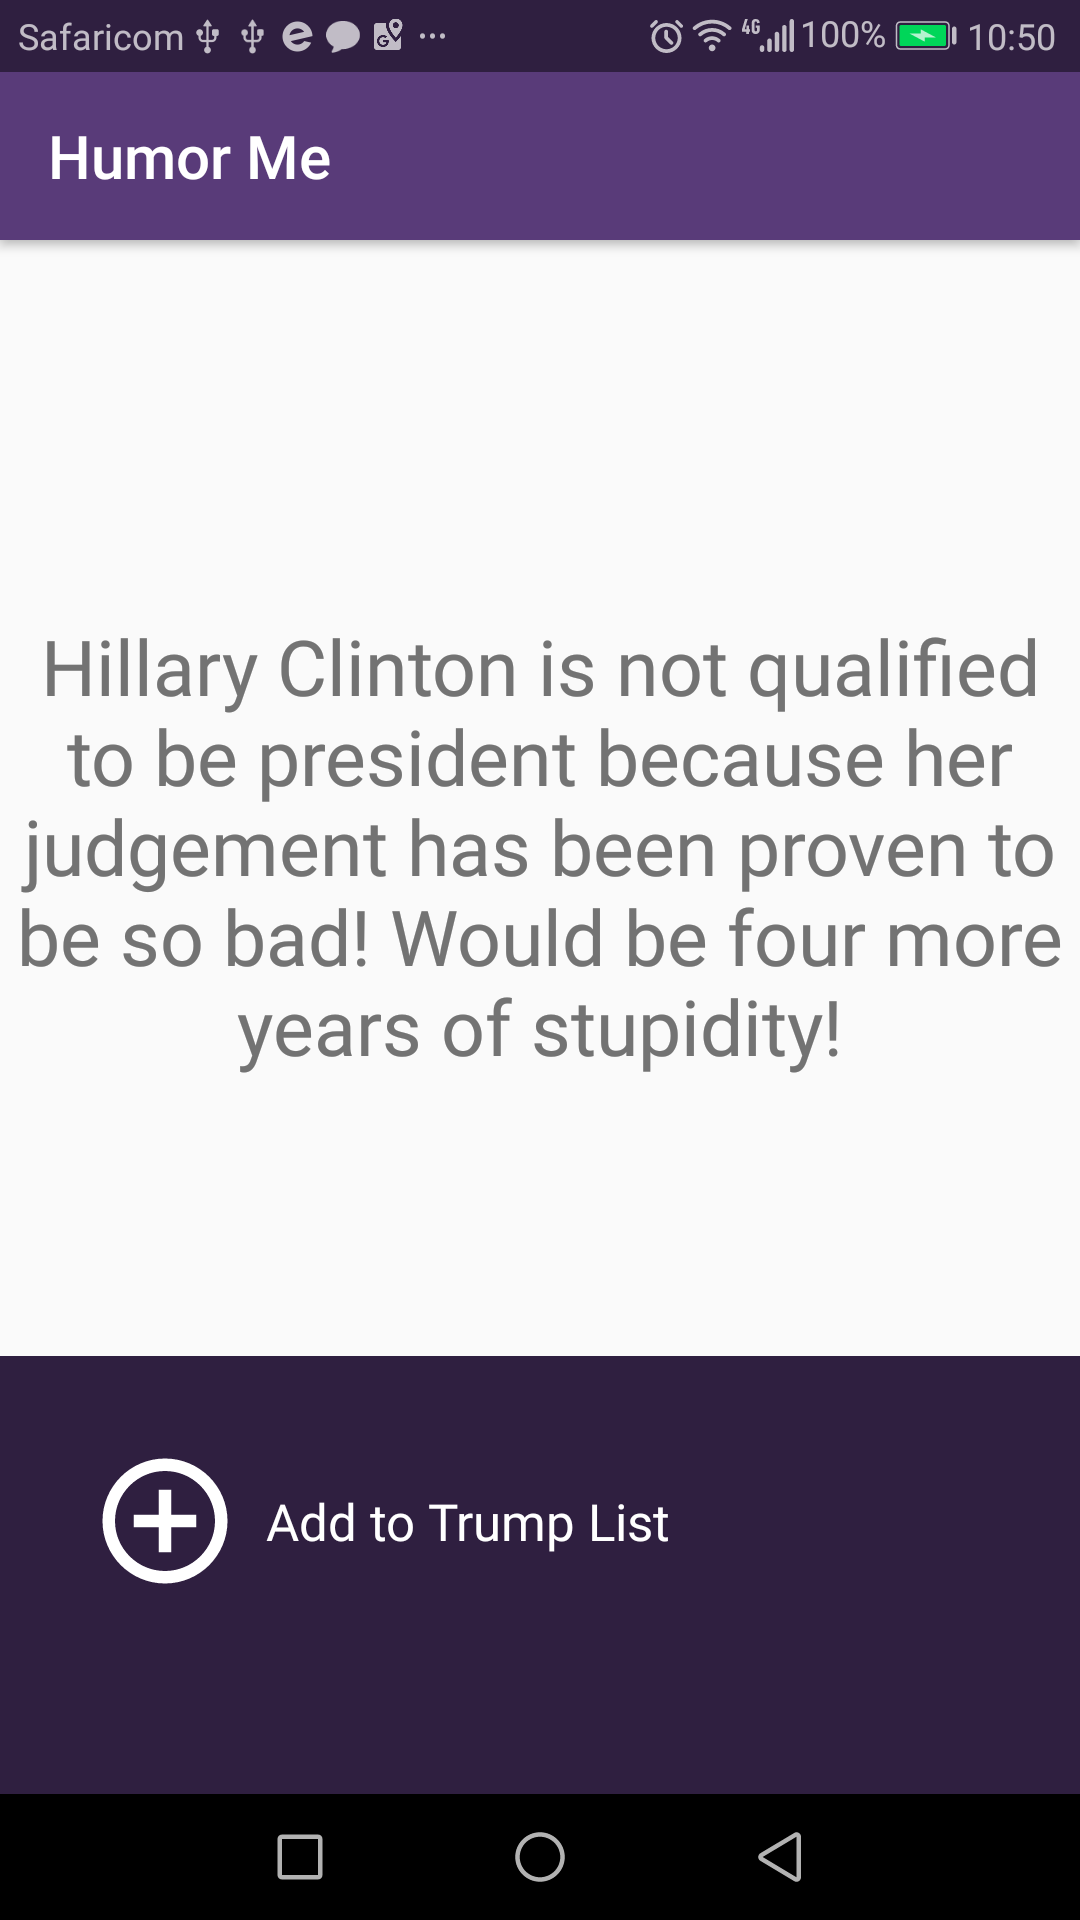 Safaricom 4G 100% 10:50
Humor Me
Hillary Clinton is not qualified
to be president because her
judgement has been proven to
be so bad! Would be four more
years of stupidity!
Add to Trump List